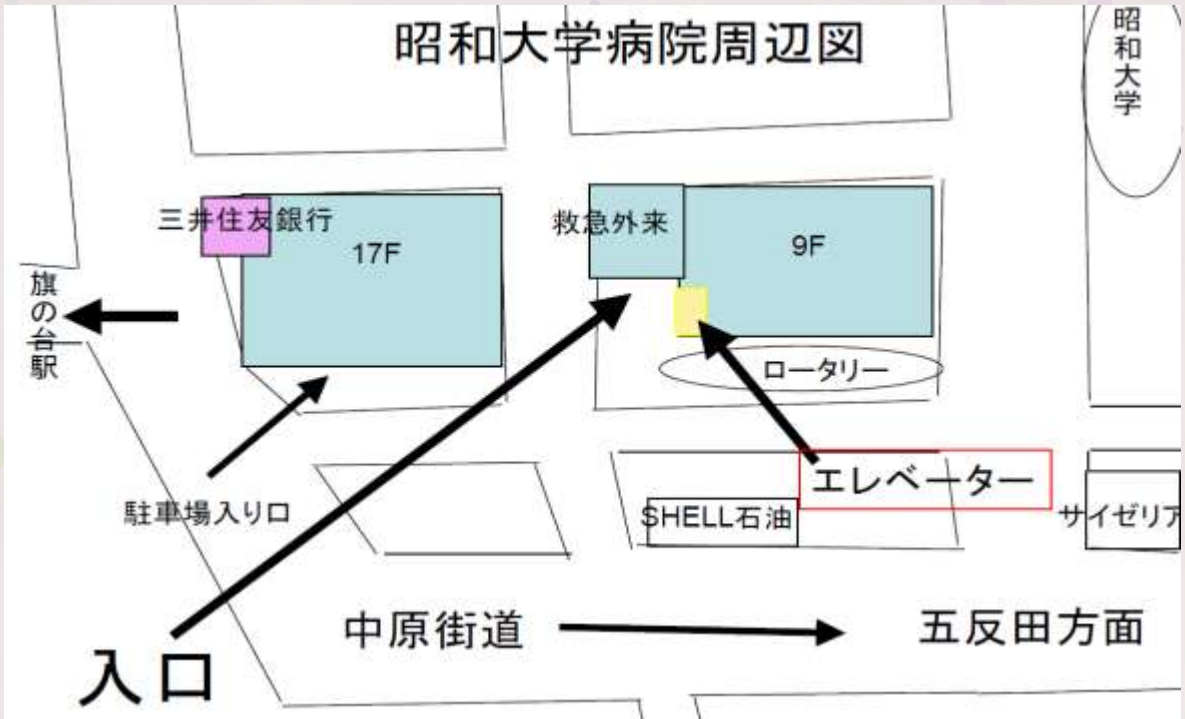 昭和大学病院周辺図
昭和大学
三井住友銀行
17F
救急外来
9F
旗の台駅
ロータリー
駐車場入り口
SHELL石油
エレベーター
サイゼリア
中原街道
五反田方面
入口